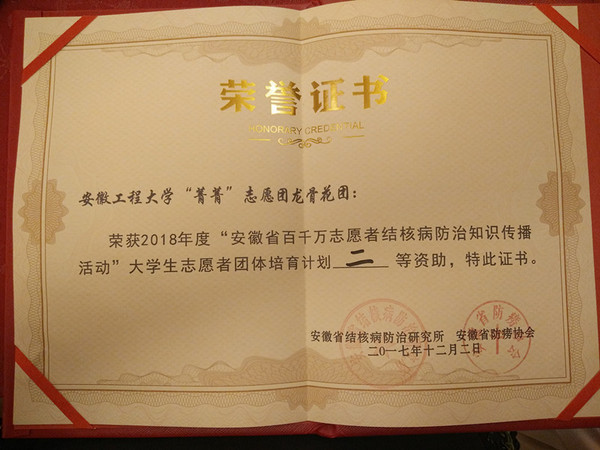 荣誉证书
HONORARY CREDENTIAL
安徽工程大学“菁菁”志愿团龙骨花团：
荣获2018年度“安徽省百千万志愿者结核病防治知识传播
活动”大学生志愿者团体培育计划 二 等资助，特此证书。
安徽省结核病防治研究所 安徽省防痨协会
二〇一七年十二月二日